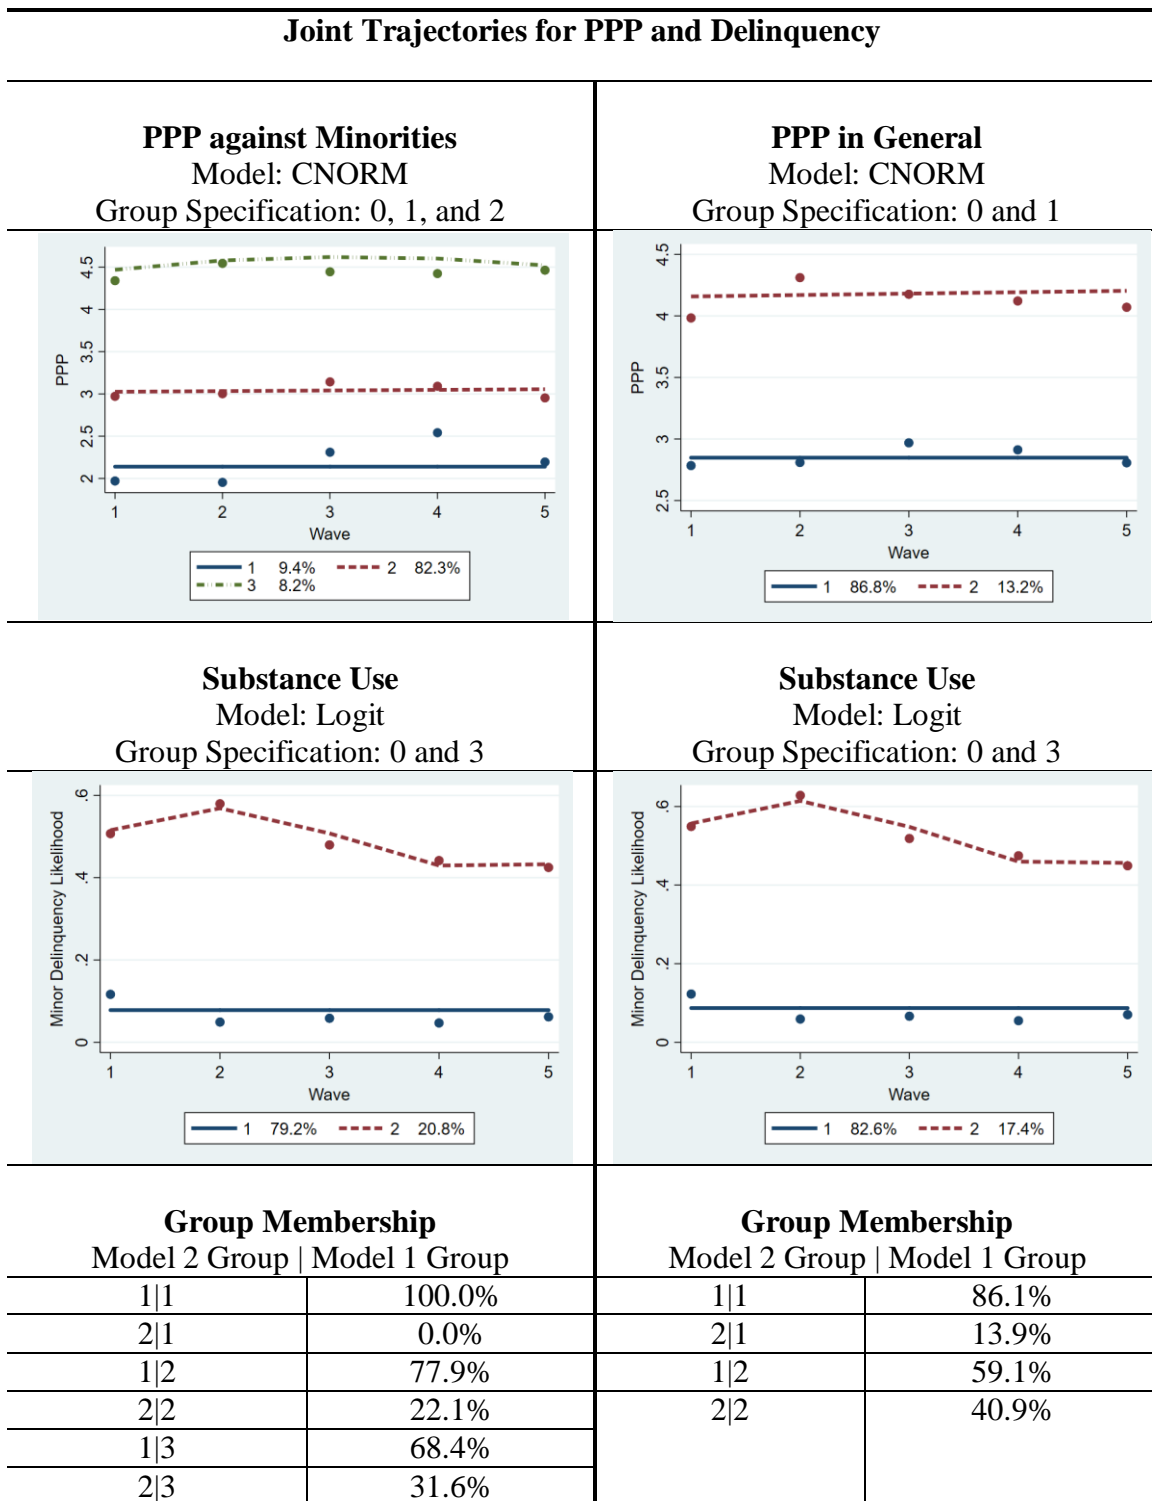 Joint Trajectories for PPP and Delinquency
PPP against Minorities
Model: CNORM
Group Specification: 0, 1, and 2
PPP
4.5
4
3.5
3
2.5
2
1 2 3 4 5
Wave
1 9.4% 2 82.3%
3 8.2%
PPP in General
Model: CNORM
Group Specification: 0 and 1
PPP
4.5
4
3.5
3
2.5
1 2 3 4 5
Wave
1 86.8% 2 13.2%
Substance Use
Model: Logit
Group Specification: 0 and 3
Minor Delinquency Likelihood
.6
.4
.2
0
1 2 3 4 5
Wave
1 79.2% 2 20.8%
Substance Use
Model: Logit
Group Specification: 0 and 3
Minor Delinquency Likelihood
.6
.4
.2
0
1 2 3 4 5
Wave
1 82.6% 2 17.4%
Group Membership
Model 2 Group | Model 1 Group
1|1 100.0%
2|1 0.0%
1|2 77.9%
2|2 22.1%
1|3 68.4%
2|3 31.6%
Group Membership
Model 2 Group | Model 1 Group
1|1 86.1%
2|1 13.9%
1|2 59.1%
2|2 40.9%